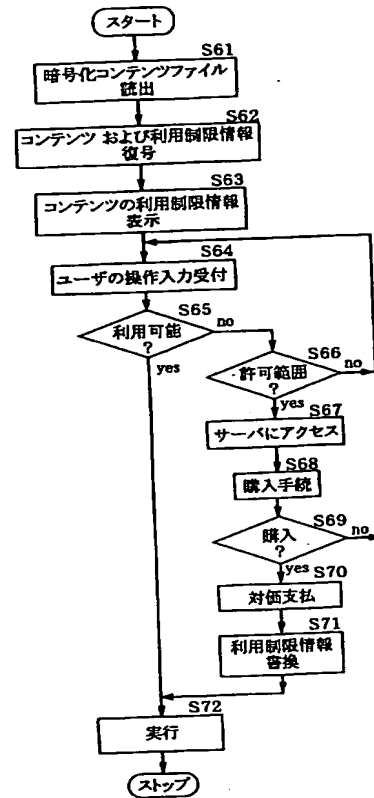 スタート
S61
暗号化コンテンツファイル
読出
S62
コンテンツ および利用制限情報
復号
S63
コンテンツの利用制限情報
表示
S64
ユーザの操作入力受付
S65
利用可能
?
no
yes
S66
許可範囲
?
no
yes
S67
サーバにアクセス
S68
購入手続
S69
購入
?
no
yes
S70
対価支払
S71
利用制限情報
書換
S72
実行
ストップ